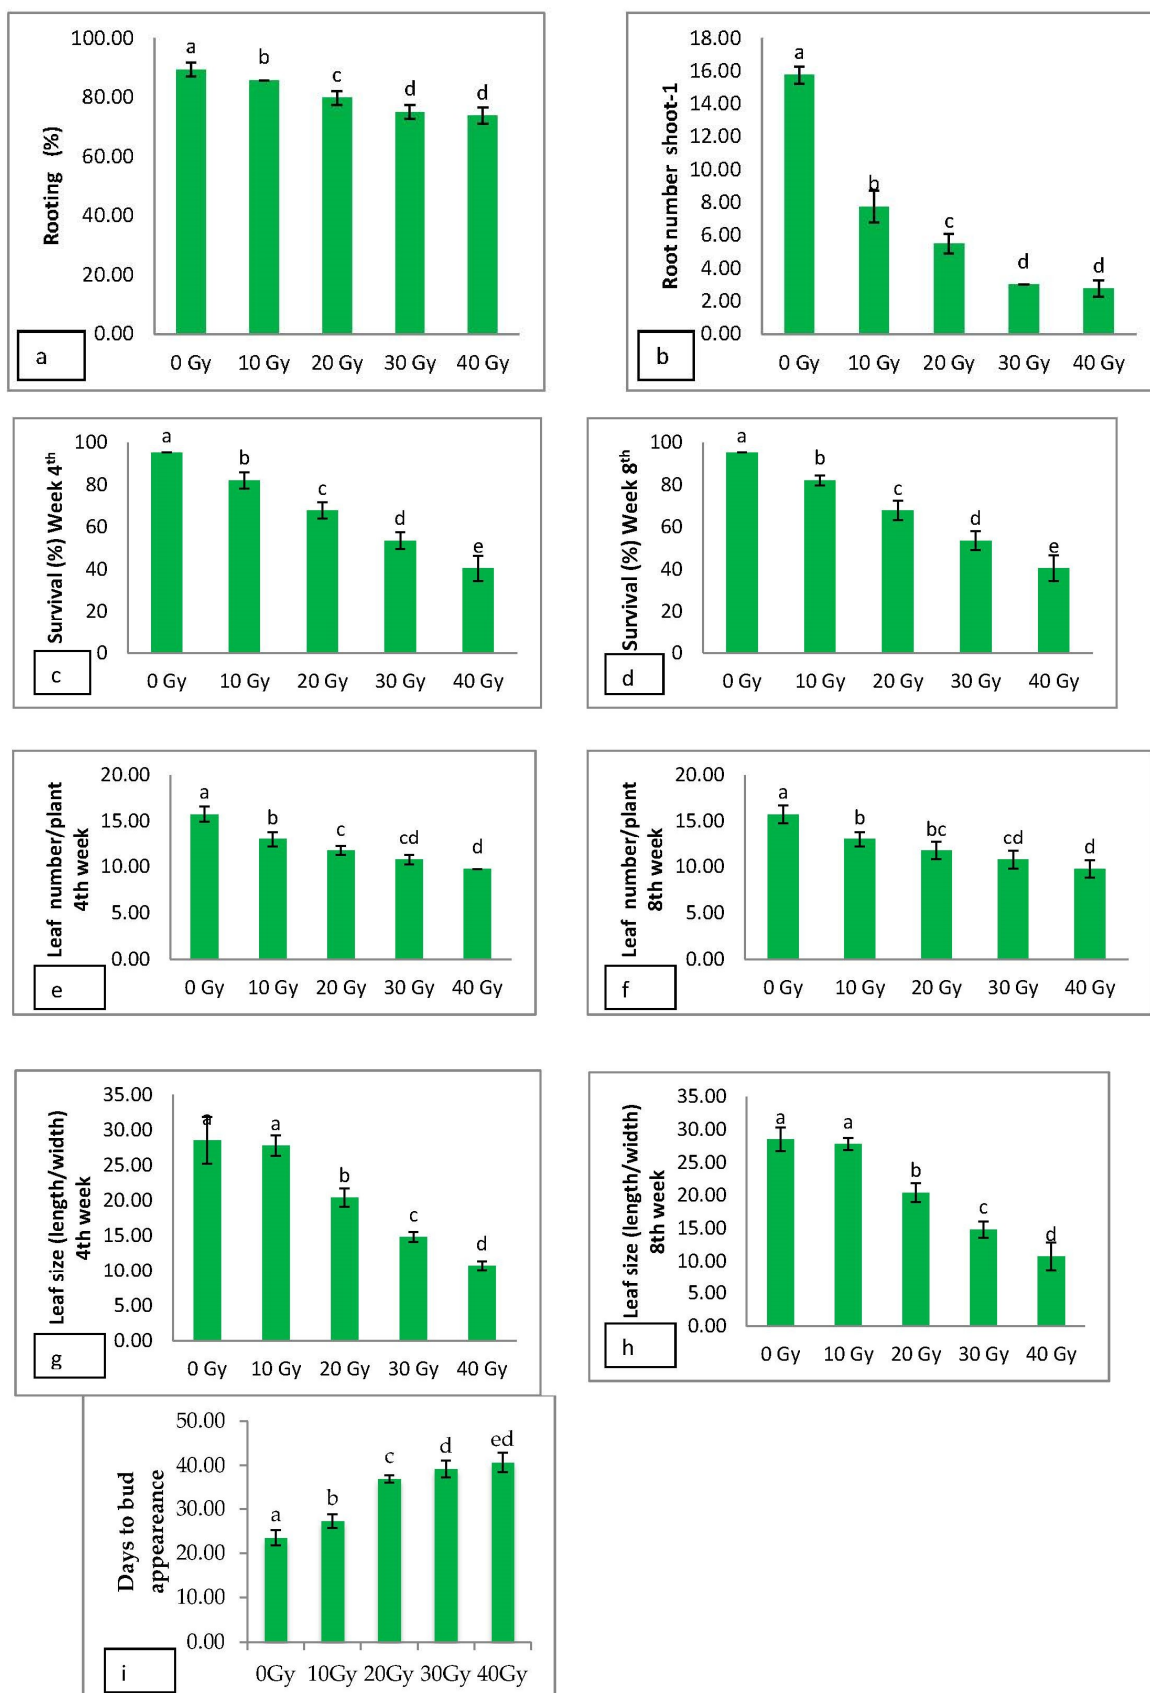 100.00
80.00
60.00
40.00
20.00
0.00
Rooting (%)
a
b
c
d
d
0 Gy 10 Gy 20 Gy 30 Gy 40 Gy
a
18.00
16.00
14.00
12.00
10.00
8.00
6.00
4.00
2.00
0.00
Root number shoot-1
a
b
c
d
d
0 Gy 10 Gy 20 Gy 30 Gy 40 Gy
b
100
80
60
40
20
0
Survival (%) Week 4th
a
b
c
d
e
0 Gy 10 Gy 20 Gy 30 Gy 40 Gy
c
100
80
60
40
20
0
Survival (%) Week 8th
a
b
c
d
e
0 Gy 10 Gy 20 Gy 30 Gy 40 Gy
d
20.00
15.00
10.00
5.00
0.00
Leaf number/plant
4th week
a
b
c
cd
d
0 Gy 10 Gy 20 Gy 30 Gy 40 Gy
e
20.00
15.00
10.00
5.00
0.00
Leaf number/plant
8th week
a
b
bc
cd
d
0 Gy 10 Gy 20 Gy 30 Gy 40 Gy
f
35.00
30.00
25.00
20.00
15.00
10.00
5.00
0.00
Leaf size (length/width)
4th week
a
a
b
c
d
0 Gy 10 Gy 20 Gy 30 Gy 40 Gy
g
35.00
30.00
25.00
20.00
15.00
10.00
5.00
0.00
Leaf size (length/width)
8th week
a
a
b
c
d
0 Gy 10 Gy 20 Gy 30 Gy 40 Gy
h
50.00
40.00
30.00
20.00
10.00
0.00
Days to bud
appeareance
a
b
c
d
ed
0Gy 10Gy 20Gy 30Gy 40Gy
i